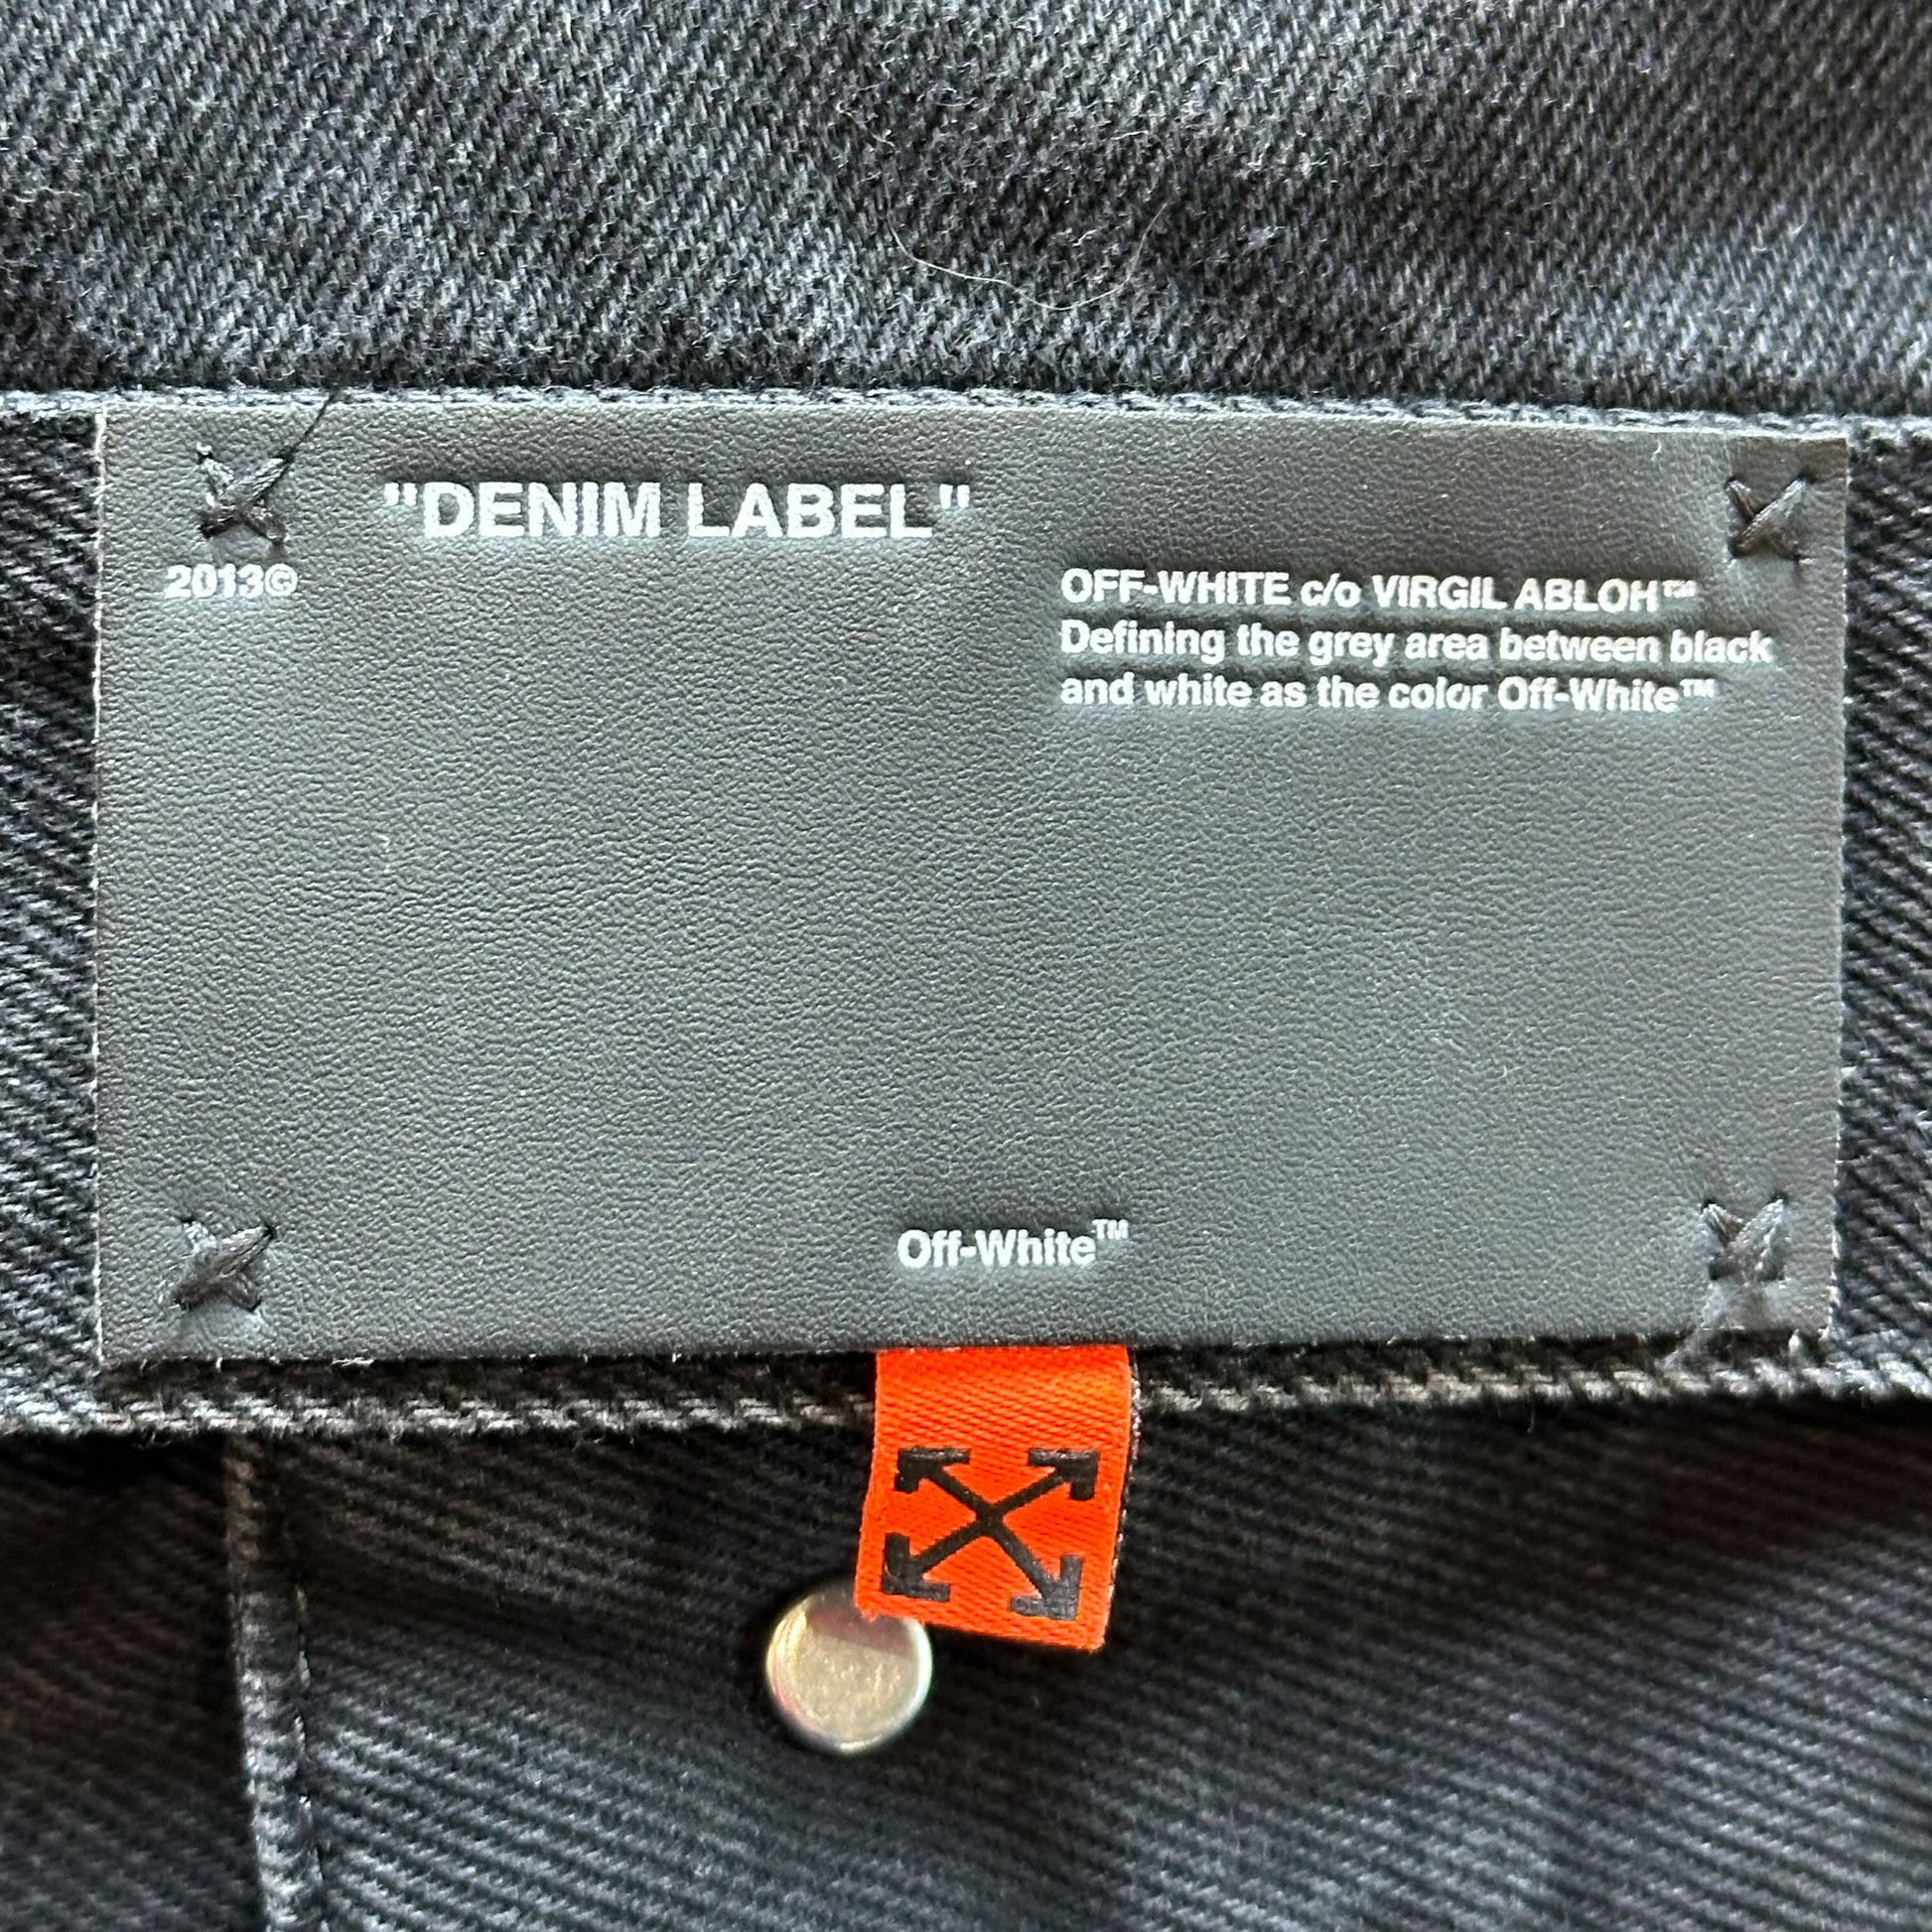 "DENIM LABEL"
2013©
OFF-WHITE c/o VIRGIL ABLOH™
Defining the grey area between black
and white as the color Off-White™
Off-White™